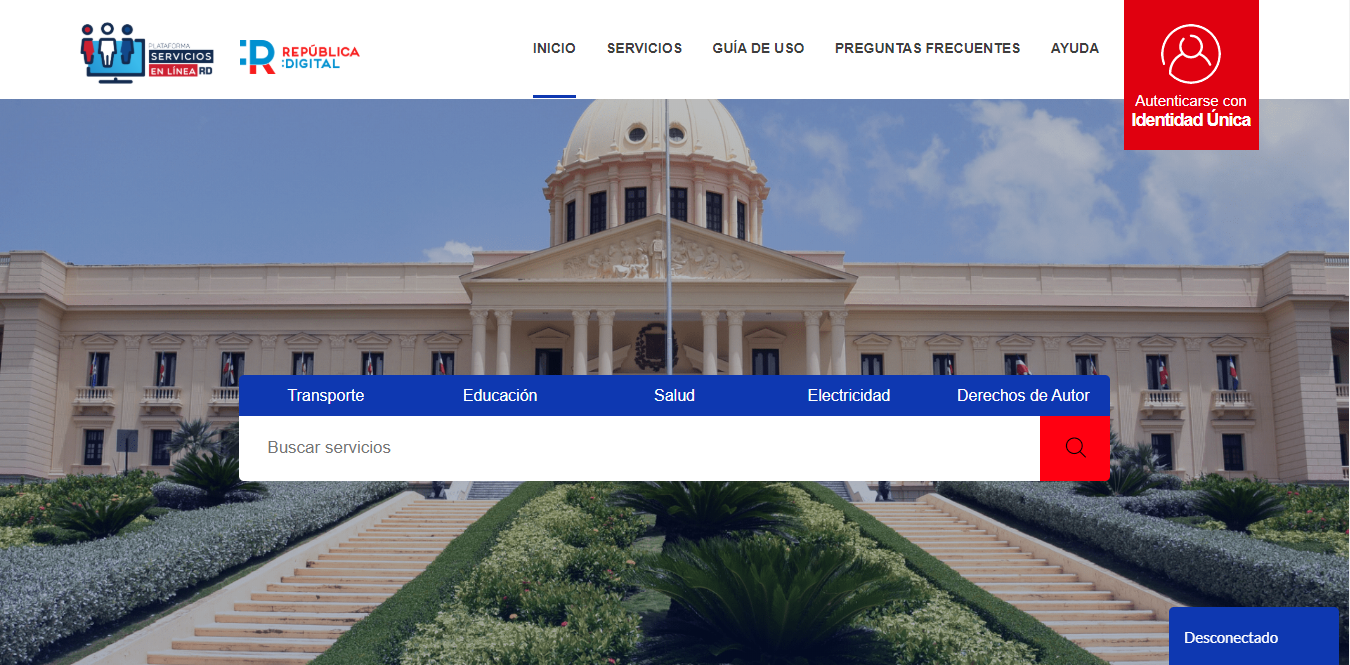 PLATAFORMA
SERVICIOS
EN LÍNEA RD
REPÚBLICA
:DIGITAL
INICIO
SERVICIOS
GUÍA DE USO
PREGUNTAS FRECUENTES
AYUDA
Autenticarse con
Identidad Única
Transporte
Educación
Salud
Electricidad
Derechos de Autor
Buscar servicios
Desconectado